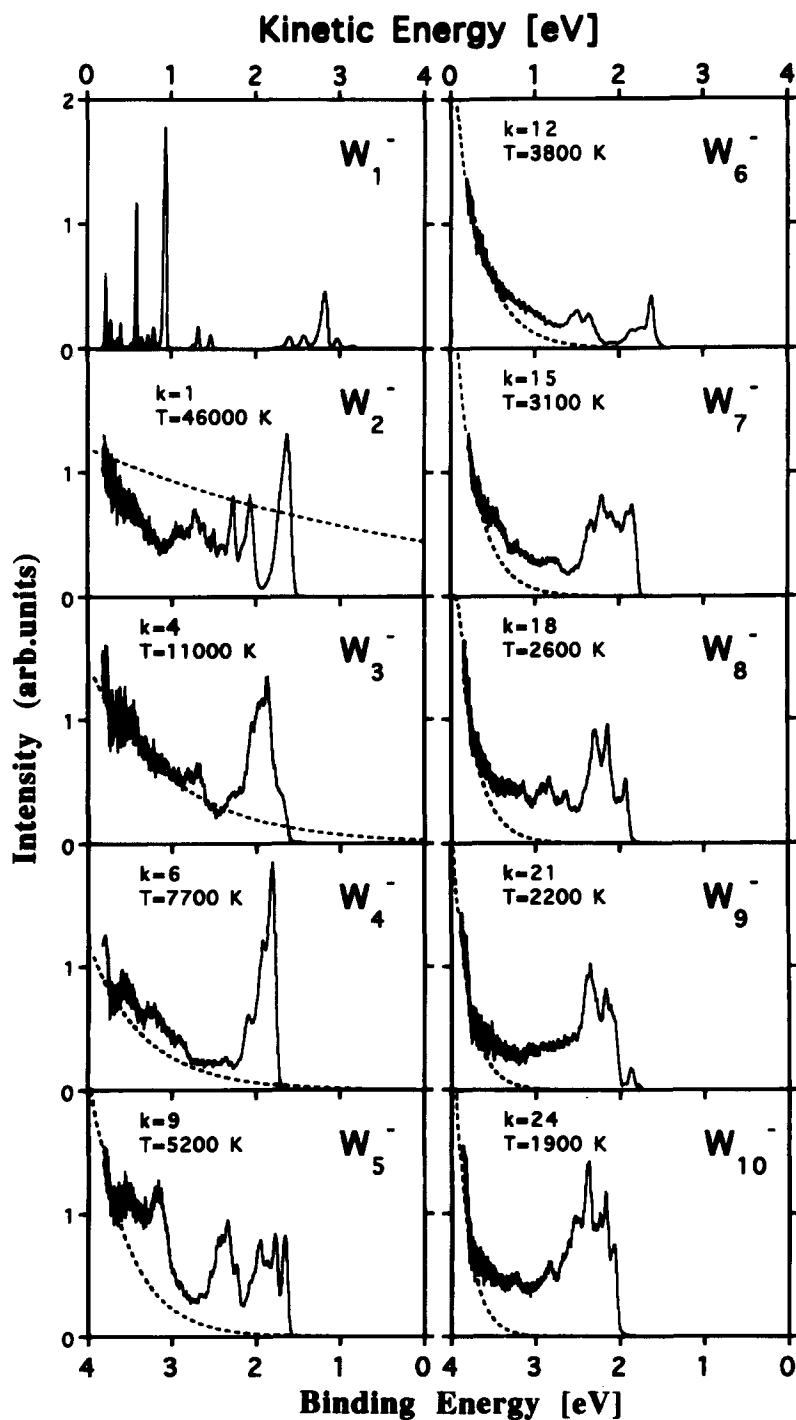 Kinetic Energy [eV]
0 1 2 3 4 0 1 2 3 4
2
1
0
W1-
k=12
T=3800 K
W6-
1
0
k=1
T=46000 K
W2-
k=15
T=3100 K
W7-
1
0
k=4
T=11000 K
W3-
k=18
T=2600 K
W8-
1
0
k=6
T=7700 K
W4-
k=21
T=2200 K
W9-
1
0
k=9
T=5200 K
W5-
k=24
T=1900 K
W10-
4 3 2 1 0 4 3 2 1 0
Binding Energy [eV]
Intensity (arb.units)